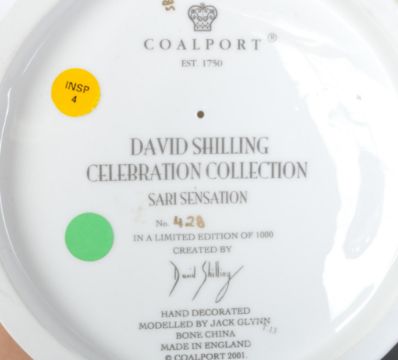 COALPORT®
EST. 1750
INSP
4
DAVID SHILLING
CELEBRATION COLLECTION
SARI SENSATION
No. 428
IN A LIMITED EDITION OF 1000
CREATED BY
David Shilling
HAND DECORATED
MODELLED BY JACK GLYNN
BONE CHINA
MADE IN ENGLAND
© COALPORT 2001.